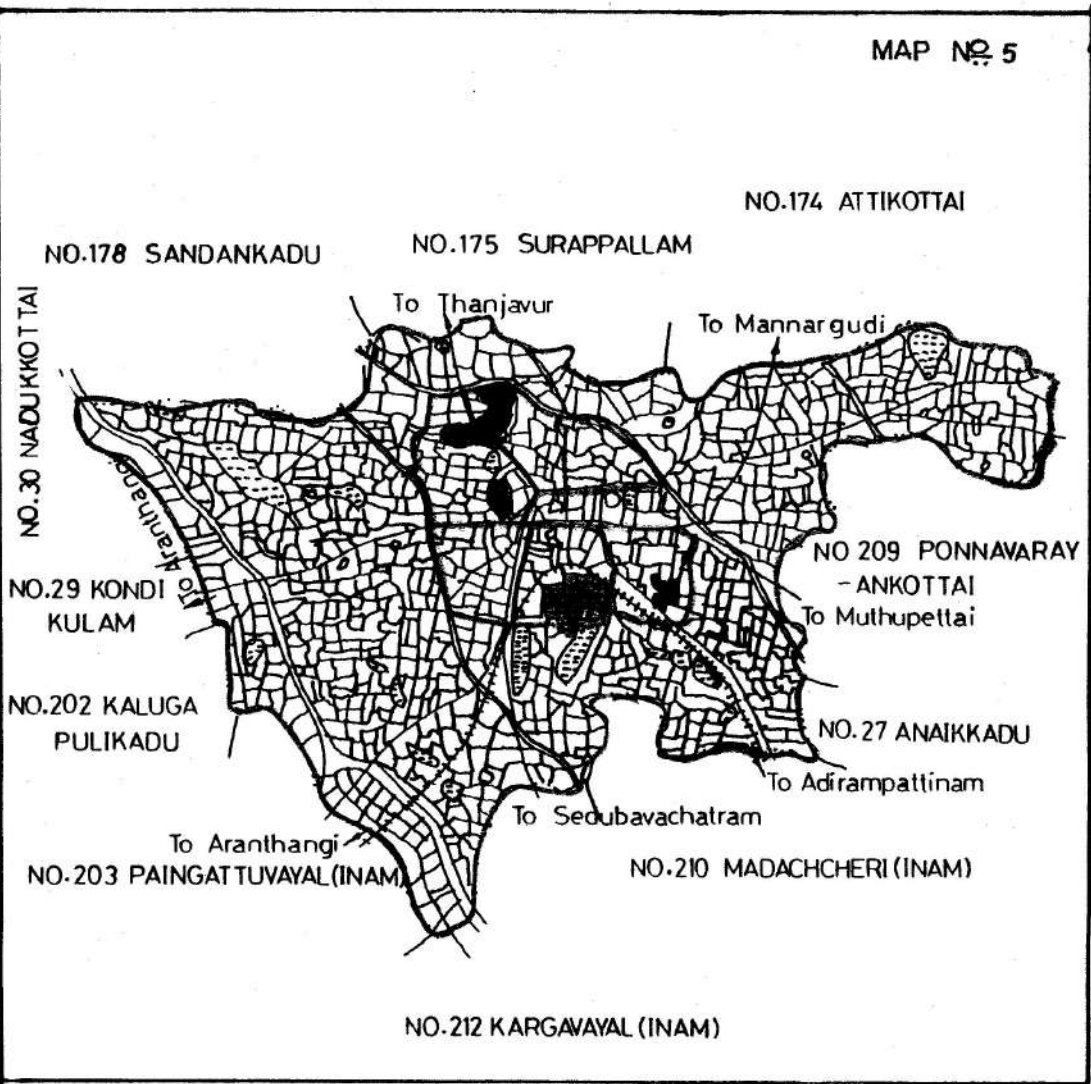 MAP No. 5
NO.174 ATTIKOTTAI
NO.175 SURAPPALLAM
NO.178 SANDANKADU
NO.30 NADUKKOTTAI
To Thanjavur
To Mannargudi
To Aranthangi
NO 209 PONNAVARAY
-ANKOTTAI
NO.29 KONDI
KULAM
To Muthupettai
NO.202 KALUGA
PULIKADU
NO.27 ANAIKKADU
To Adirampattinam
To Sedubavachatram
To Aranthangi
NO.203 PAINGATTUVAYAL(INAM)
NO.210 MADACHCHERI(INAM)
NO.212 KARGAVAYAL(INAM)